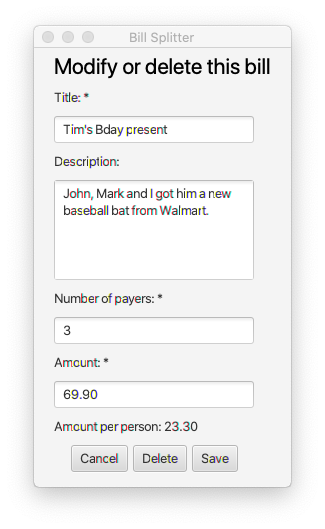 Bill Splitter
Modify or delete this bill
Title: *
Tim's Bday present
Description:
John, Mark and I got him a new
baseball bat from Walmart.
Number of payers: *
3
Amount: *
69.90
Amount per person: 23.30
Cancel Delete Save